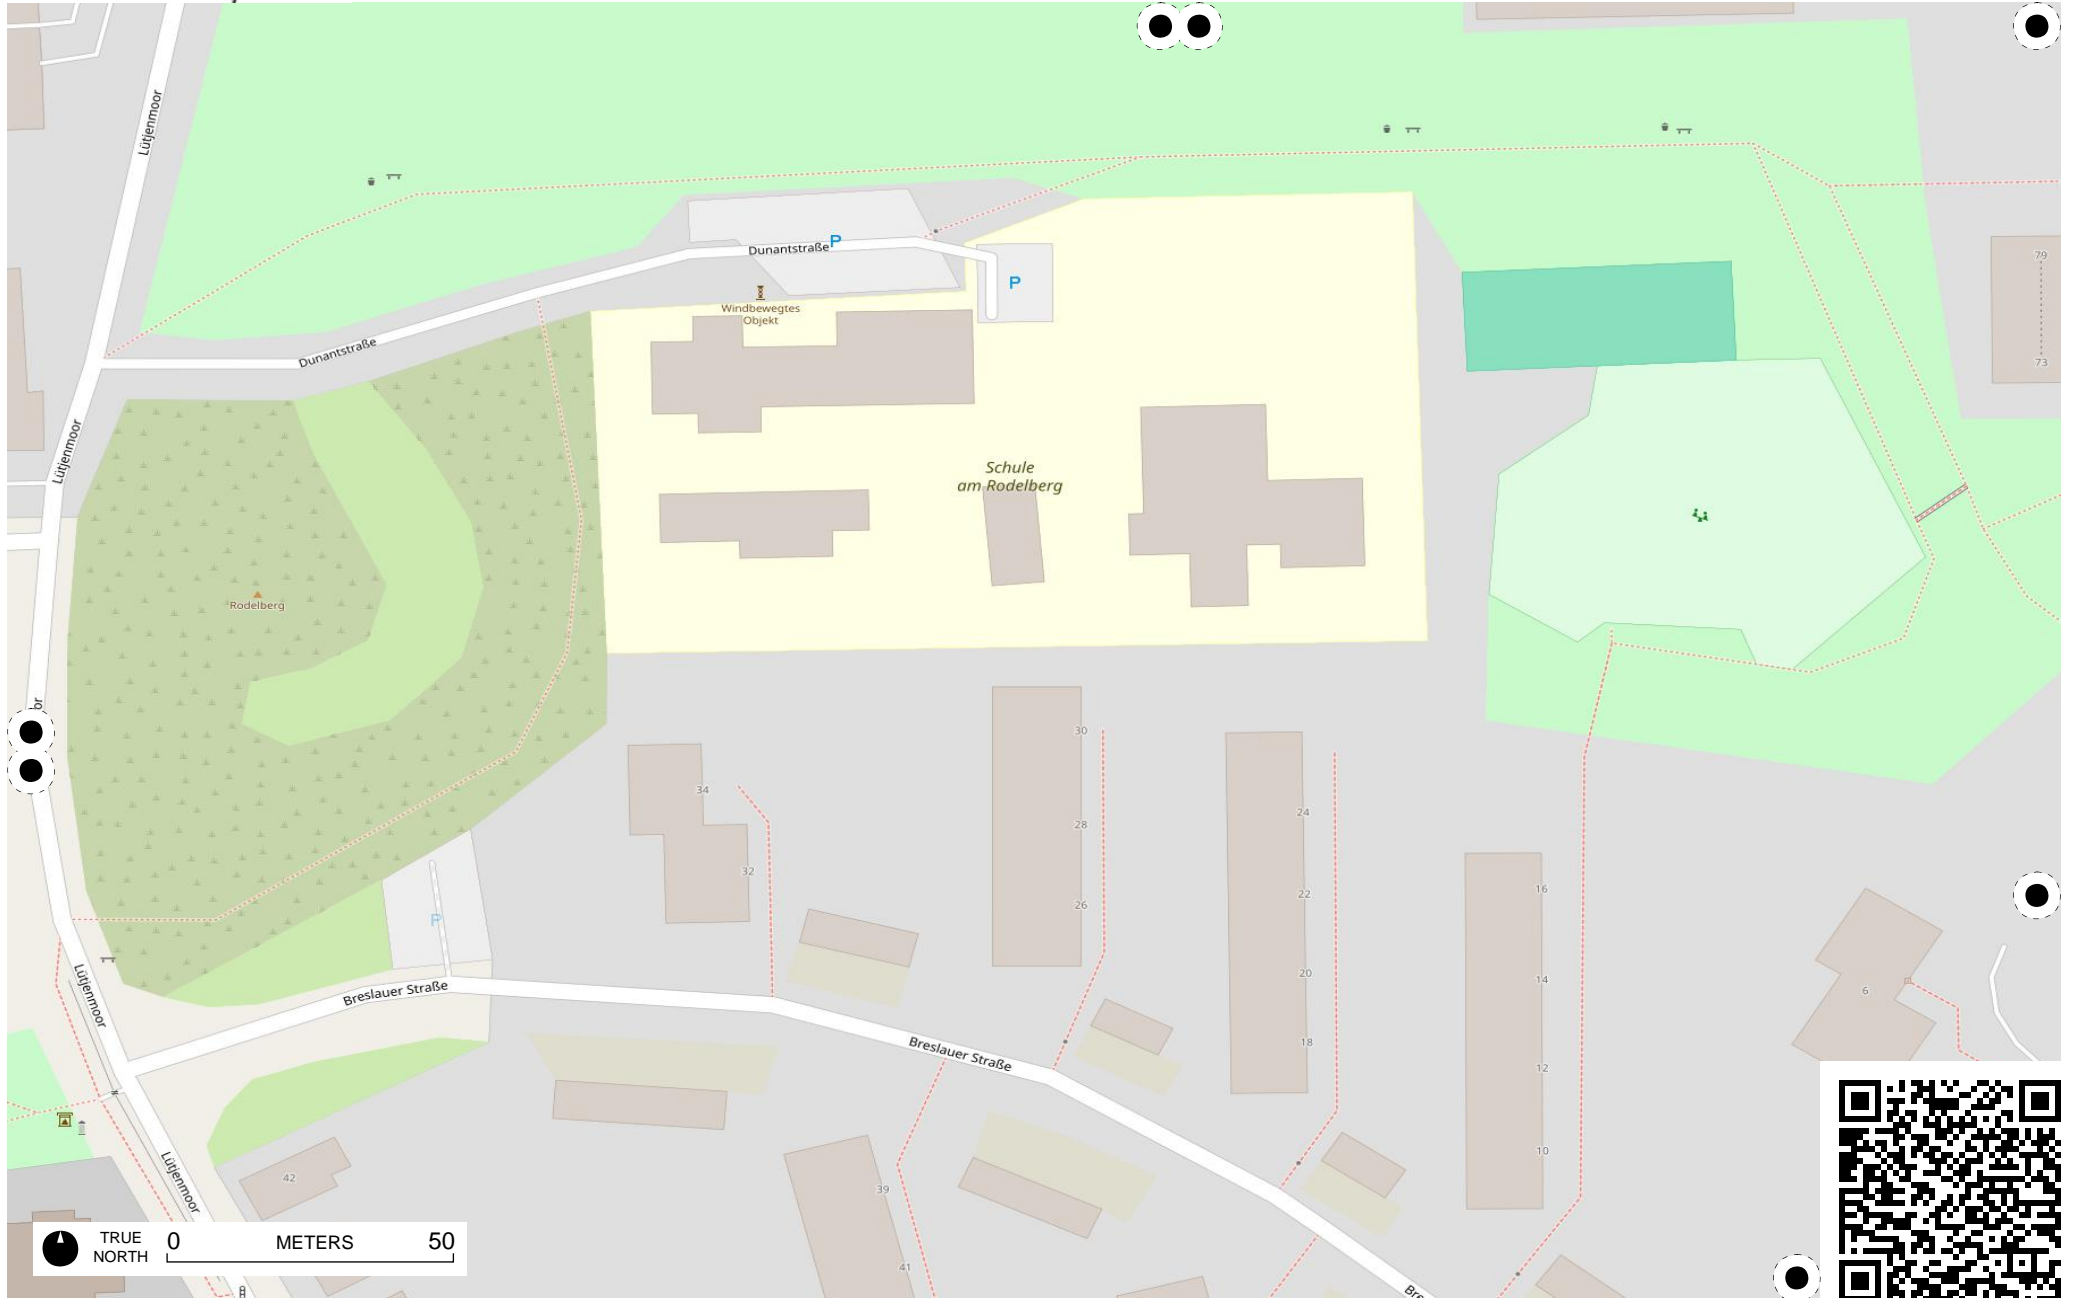 Lütjenmoor
Dunantstraße
P
P
Windbewegtes
Objekt
79
73
Dunantstraße
Lütjenmoor
Schule
am Rodelberg
Rodelberg
30
34
24
28
32
22
16
26
P
20
14
6
Lütjenmoor
Breslauer Straße
18
Breslauer Straße
12
10
Lütjenmoor
42
39
41
TRUE
NORTH
0
METERS
50